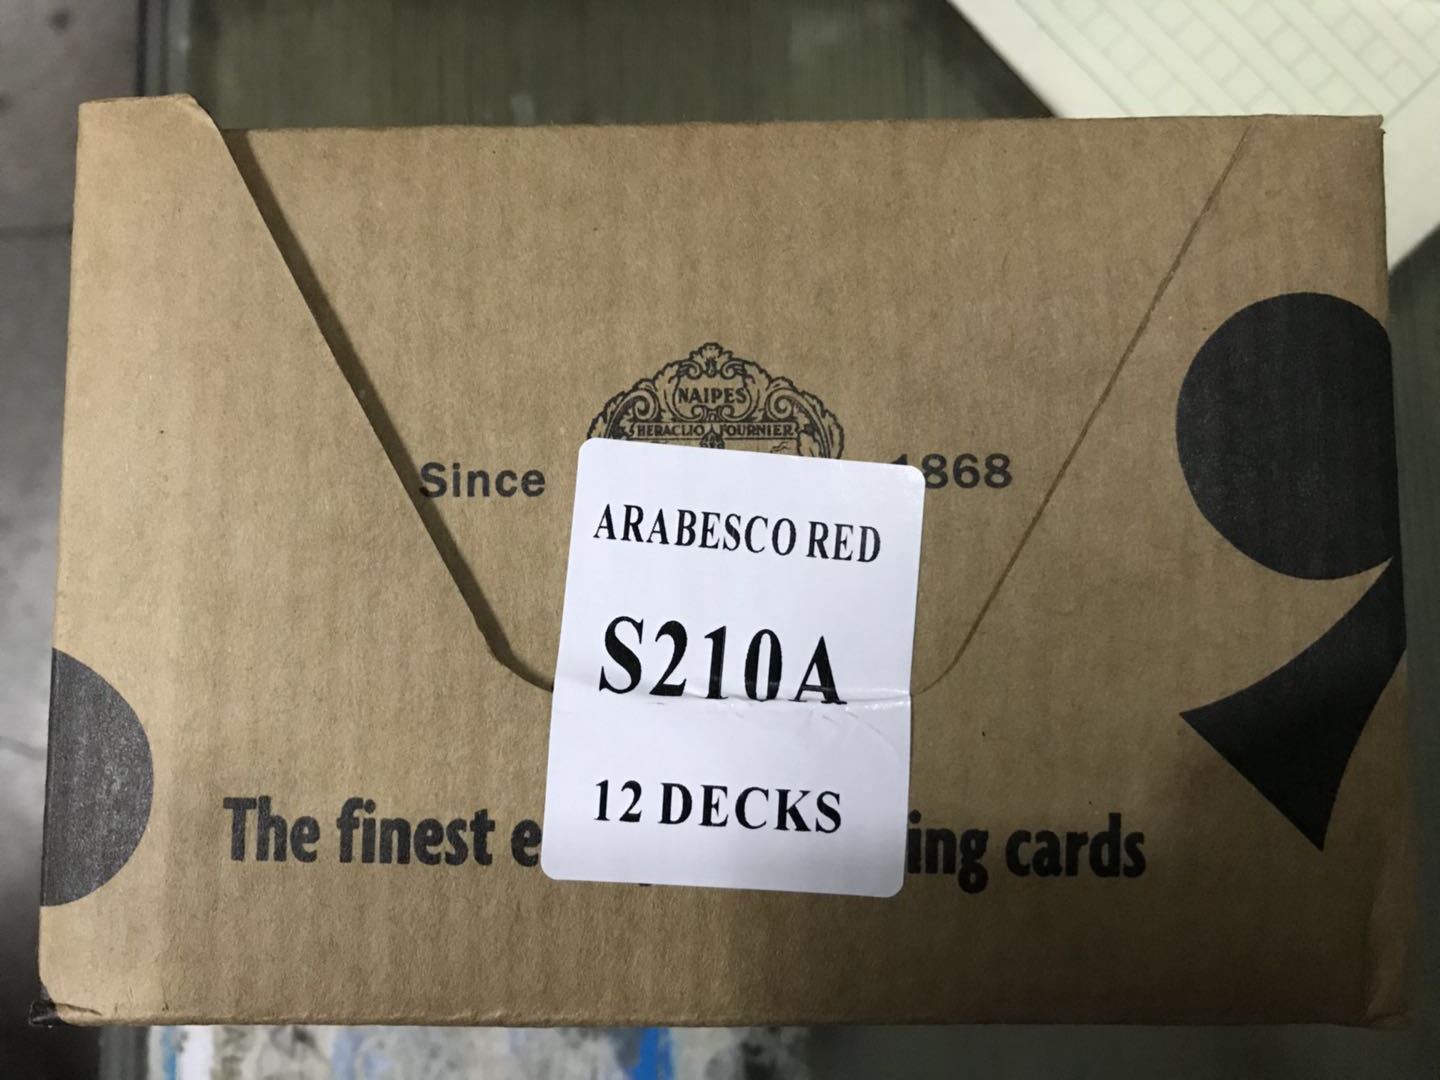 NAIPES
HERACLIO FOURNIER
Since 1868
ARABESCO RED
S210A
12 DECKS
The finest ing cards